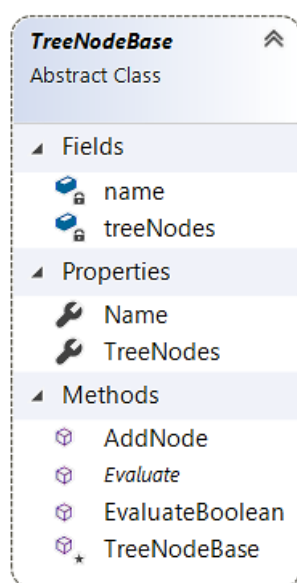 TreeNodeBase
Abstract Class
Fields
name
treeNodes
Properties
Name
TreeNodes
Methods
AddNode
Evaluate
EvaluateBoolean
TreeNodeBase